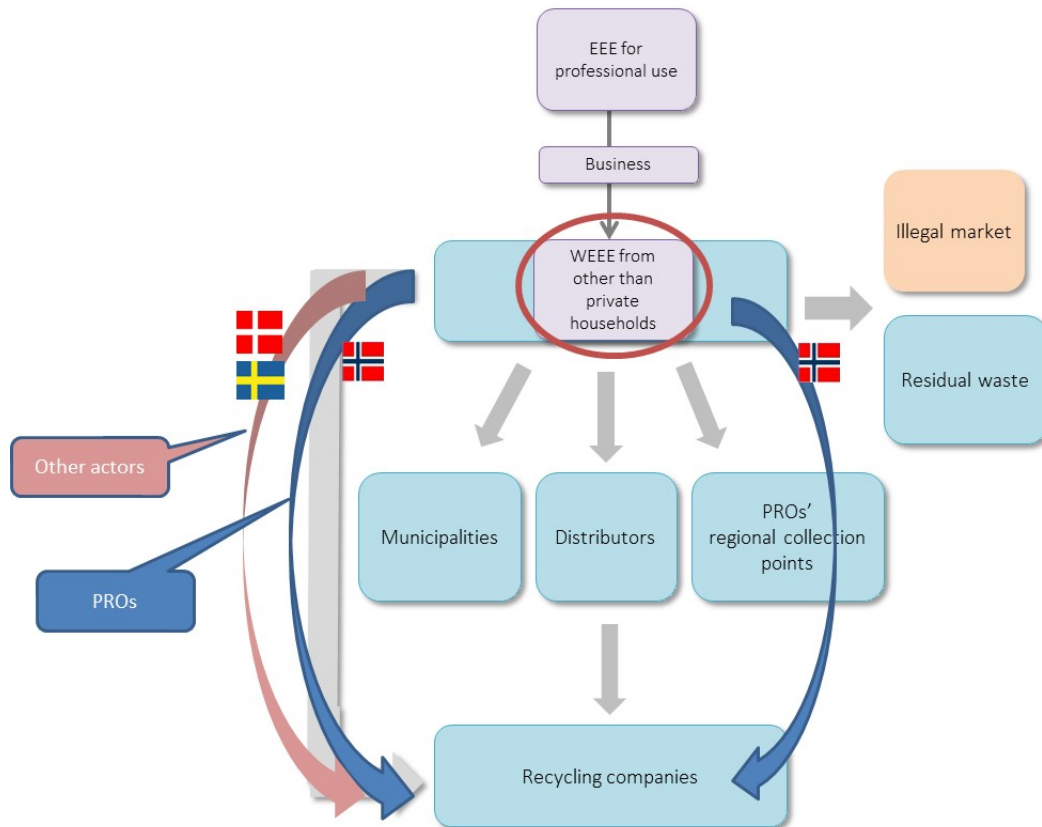 EEE for
professional use
Business
WEEE from
other than
private
households
Illegal market
Residual waste
Other actors
PROs
Municipalities
Distributors
PROs’
regional collection
points
Recycling companies